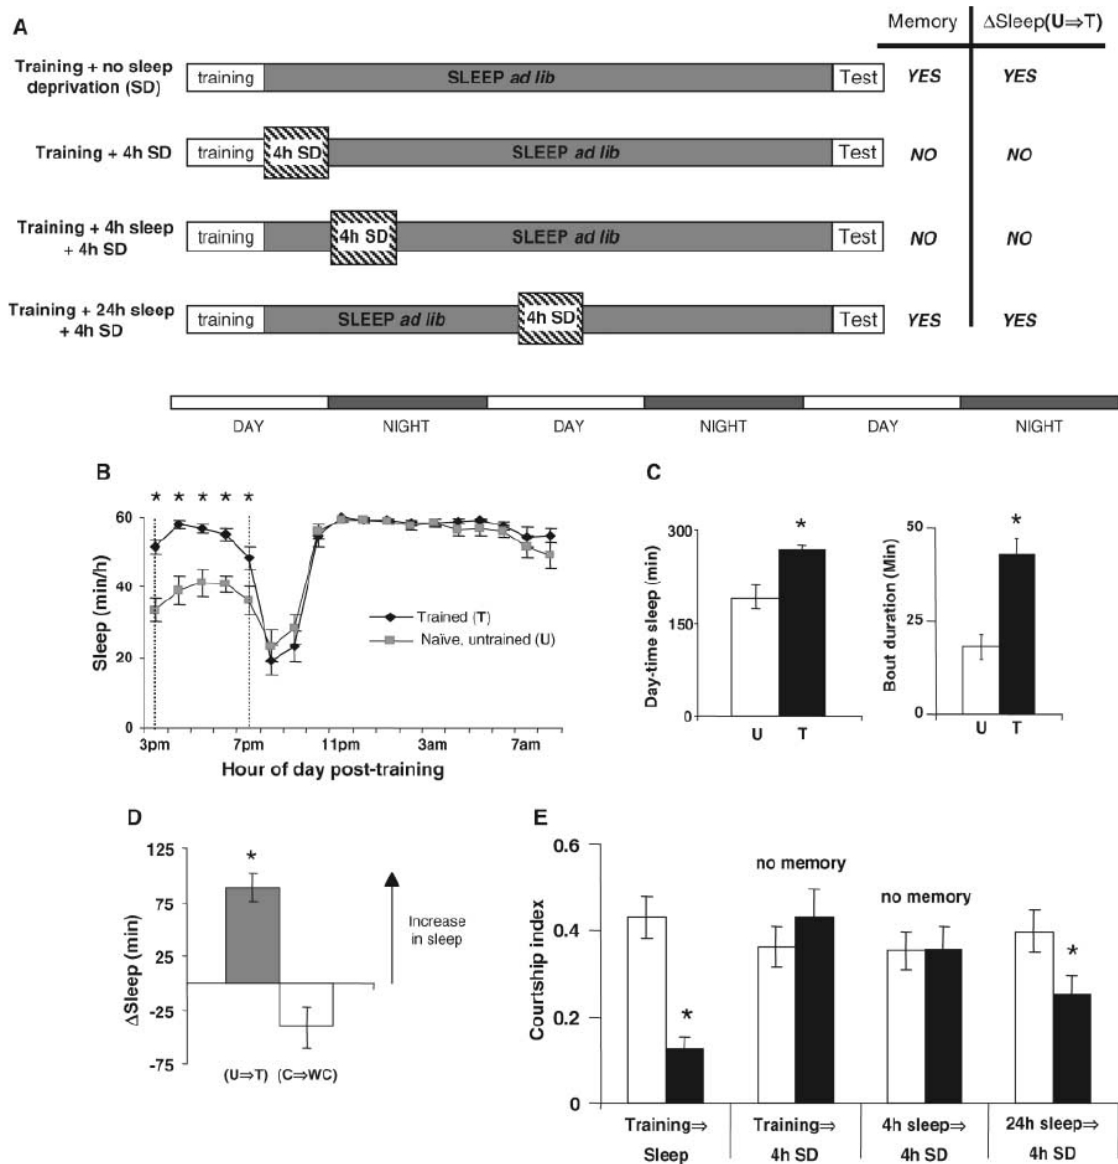 A
Memory
ΔSleep(U⇒T)
Training + no sleep
deprivation (SD)
training
SLEEP ad lib
Test
YES
YES
Training + 4h SD
training
4h SD
SLEEP ad lib
Test
NO
NO
Training + 4h sleep
+ 4h SD
training
4h SD
SLEEP ad lib
Test
NO
NO
Training + 24h sleep
+ 4h SD
training
SLEEP ad lib
4h SD
Test
YES
YES
DAY
NIGHT
DAY
NIGHT
DAY
NIGHT
B
* * * * *
Sleep (min/h)
60
40
20
0
Trained (T)
Naïve, untrained (U)
3pm
7pm
11pm
3am
7am
Hour of day post-training
C
Day-time sleep (min)
300
150
0
*
U
T
Bout duration (Min)
50
25
0
*
U
T
D
ΔSleep (min)
125
75
25
-25
-75
*
Increase
in sleep
(U⇒T)
(C⇒WC)
E
Courtship index
0.6
0.4
0.2
0
no memory
no memory
*
*
Training⇒
Sleep
Training⇒
4h SD
4h sleep⇒
4h SD
24h sleep⇒
4h SD